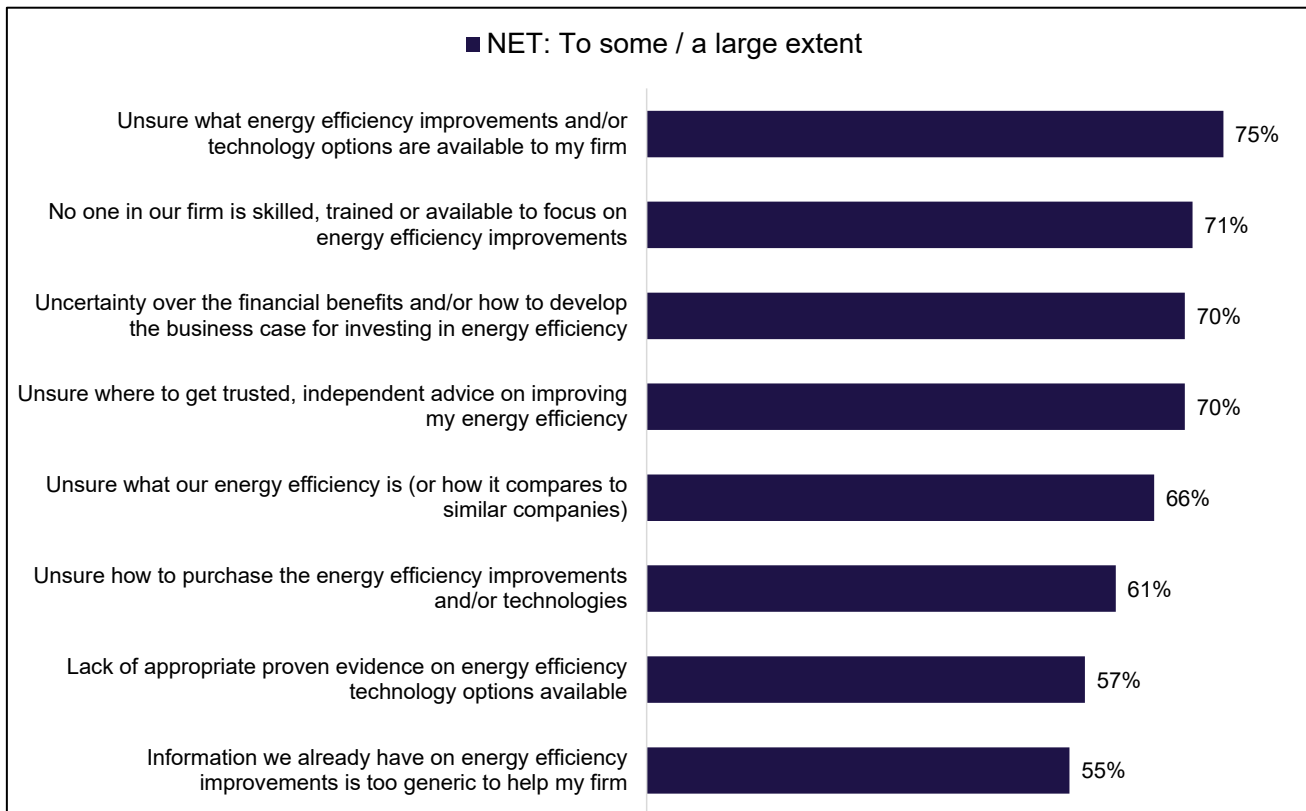 NET: To some / a large extent
Unsure what energy efficiency improvements and/or
technology options are available to my firm
75%
No one in our firm is skilled, trained or available to focus on
energy efficiency improvements
71%
Uncertainty over the financial benefits and/or how to develop
the business case for investing in energy efficiency
70%
Unsure where to get trusted, independent advice on improving
my energy efficiency
70%
Unsure what our energy efficiency is (or how it compares to
similar companies)
66%
Unsure how to purchase the energy efficiency improvements
and/or technologies
61%
Lack of appropriate proven evidence on energy efficiency
technology options available
57%
Information we already have on energy efficiency
improvements is too generic to help my firm
55%